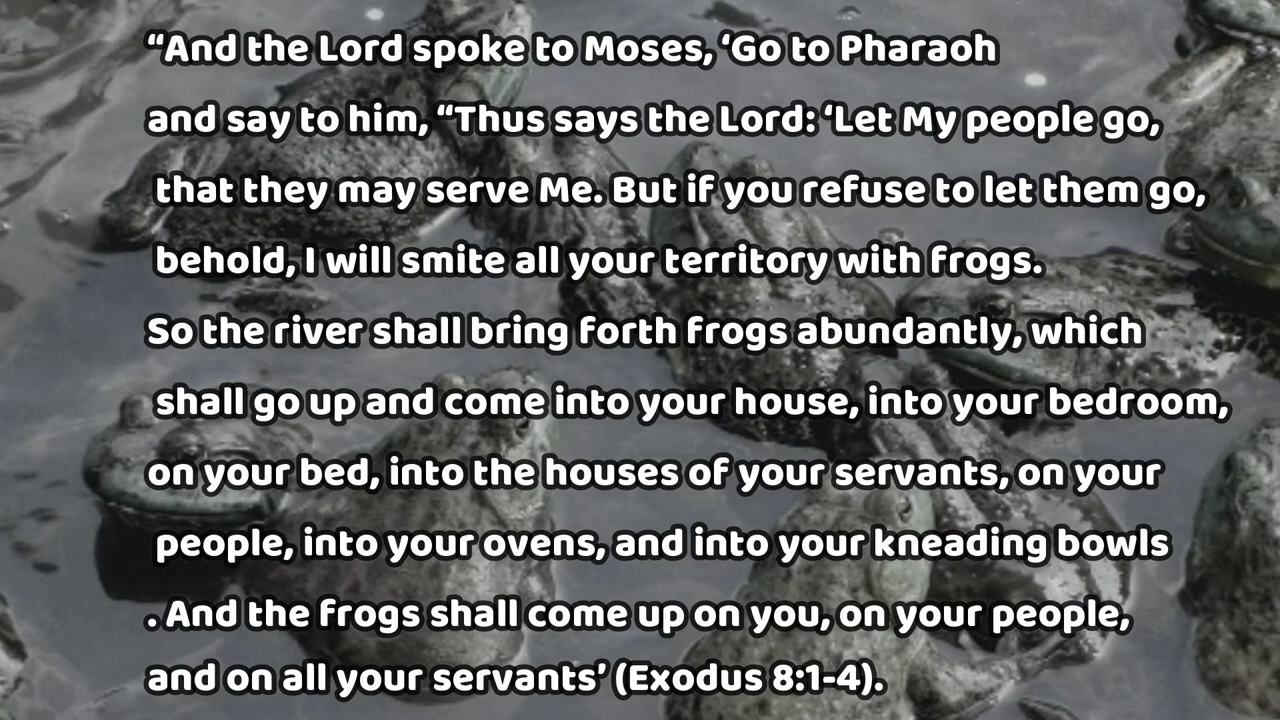 “And the Lord spoke to Moses, ‘Go to Pharaoh
and say to him, “Thus says the Lord: ‘Let My people go,
that they may serve Me. But if you refuse to let them go,
behold, I will smite all your territory with frogs.
So the river shall bring forth frogs abundantly, which
shall go up and come into your house, into your bedroom,
on your bed, into the houses of your servants, on your
people, into your ovens, and into your kneading bowls
. And the frogs shall come up on you, on your people,
and on all your servants’ (Exodus 8:1-4).